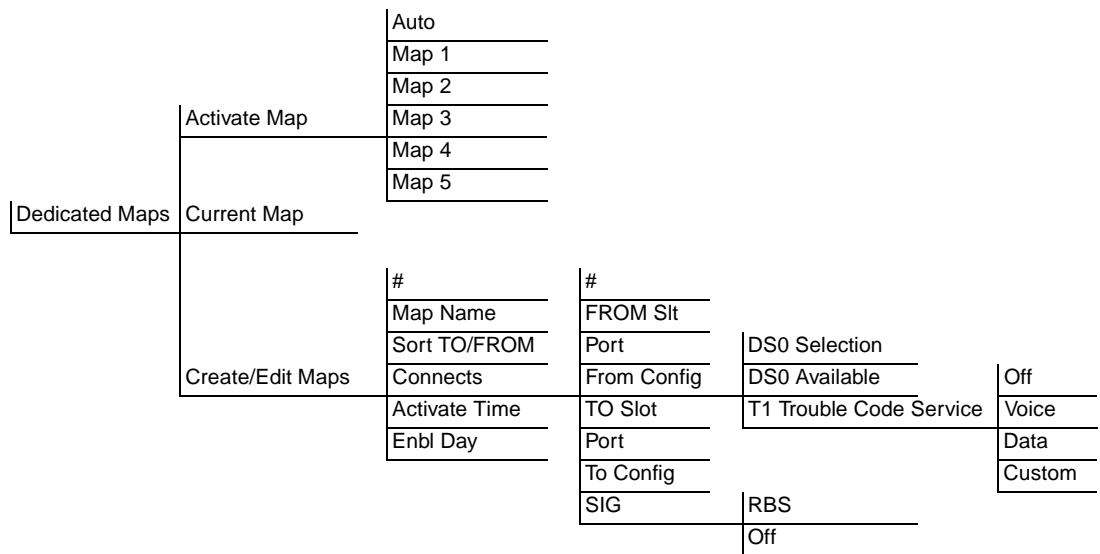 Auto
Map 1
Map 2
Activate Map Map 3
Map 4
Map 5
Dedicated Maps Current Map
# #
Map Name FROM Slt
Sort TO/FROM Port DS0 Selection
Create/Edit Maps Connects From Config DS0 Available Off
Activate Time TO Slot T1 Trouble Code Service Voice
Enbl Day Port Data
To Config Custom
SIG RBS
Off